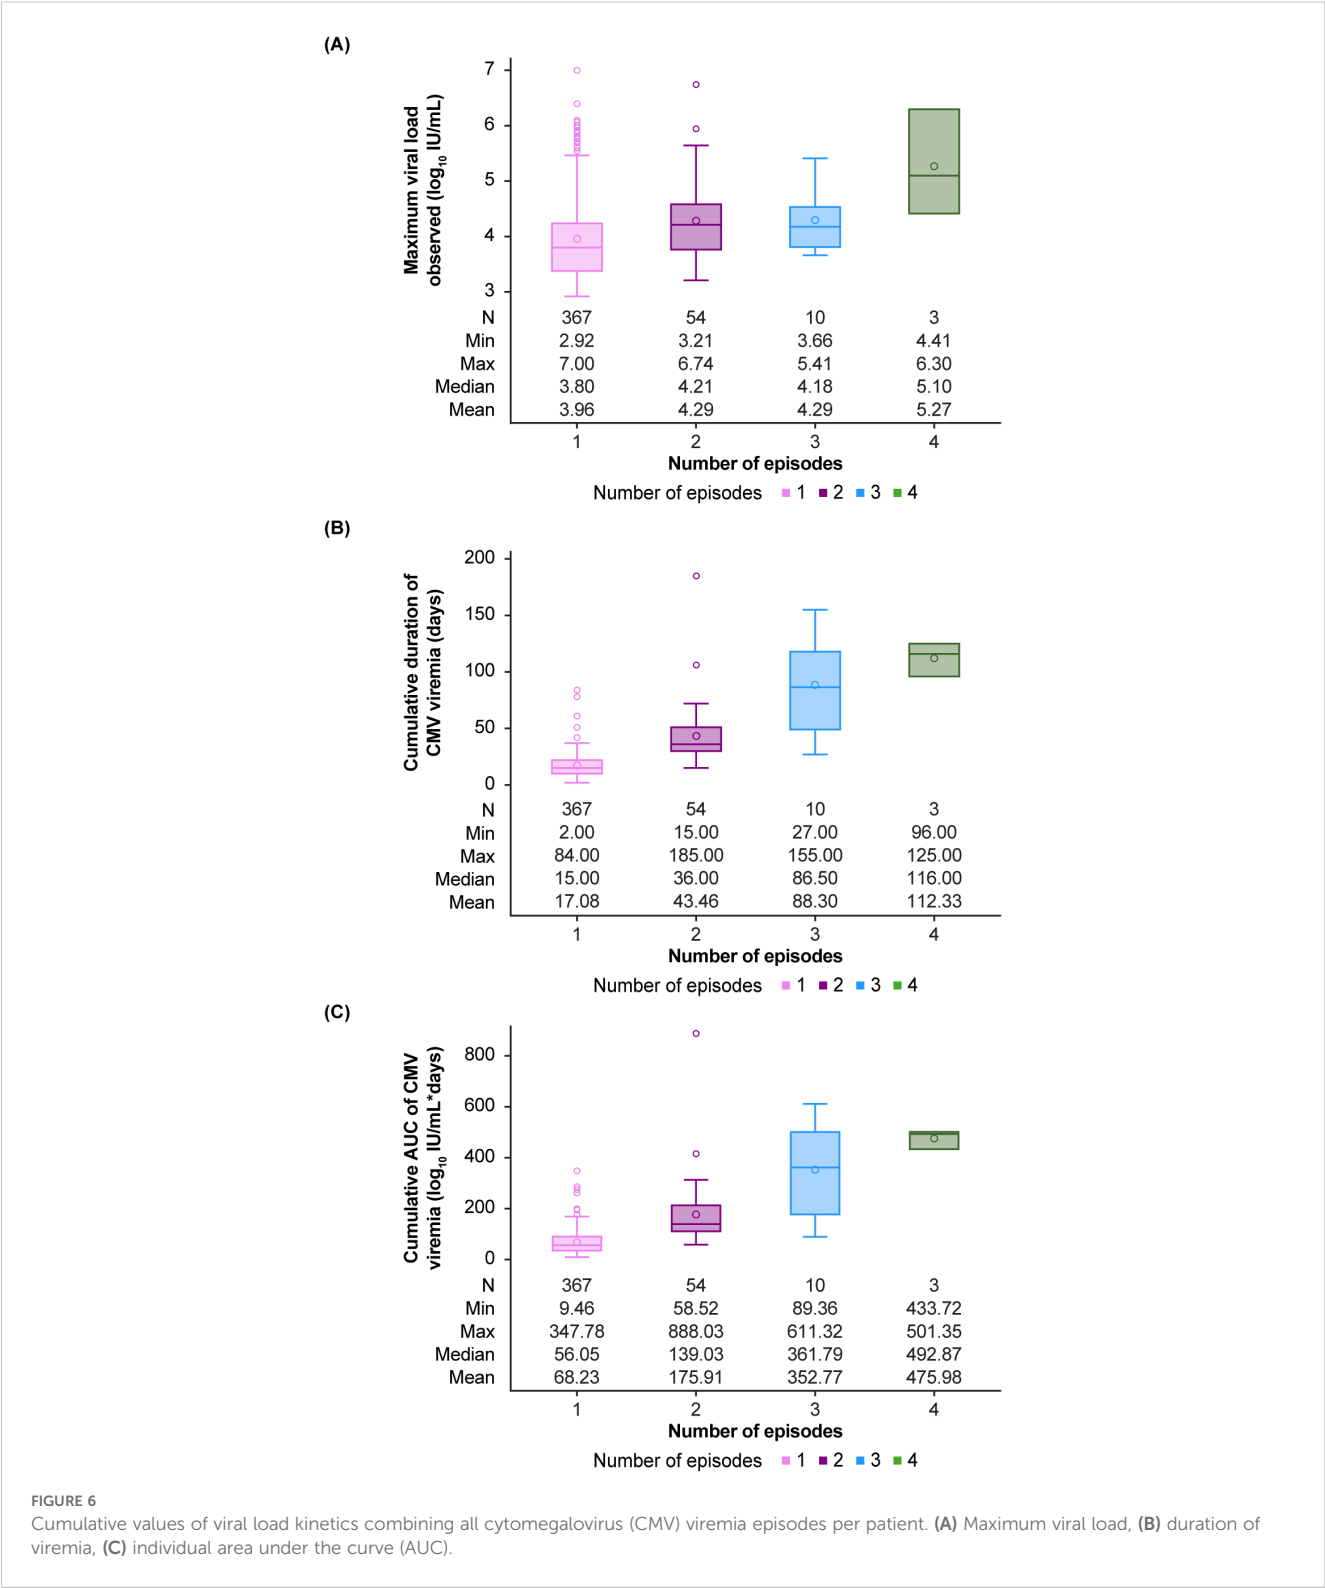 (A)
Maximum viral load
observed (log10 IU/mL)
7
6
5
4
3
N 367 54 10 3
Min 2.92 3.21 3.66 4.41
Max 7.00 6.74 5.41 6.30
Median 3.80 4.21 4.18 5.10
Mean 3.96 4.29 4.29 5.27
1 2 3 4
Number of episodes
Number of episodes 1 2 3 4
(B)
Cumulative duration of
CMV viremia (days)
200
150
100
50
0
N 367 54 10 3
Min 2.00 15.00 27.00 96.00
Max 84.00 185.00 155.00 125.00
Median 15.00 36.00 86.50 116.00
Mean 17.08 43.46 88.30 112.33
1 2 3 4
Number of episodes
Number of episodes 1 2 3 4
(C)
Cumulative AUC of CMV
viremia (log10 IU/mL*days)
800
600
400
200
0
N 367 54 10 3
Min 9.46 58.52 89.36 433.72
Max 347.78 888.03 611.32 501.35
Median 56.05 139.03 361.79 492.87
Mean 68.23 175.91 352.77 475.98
1 2 3 4
Number of episodes
Number of episodes 1 2 3 4
FIGURE 6
Cumulative values of viral load kinetics combining all cytomegalovirus (CMV) viremia episodes per patient. (A) Maximum viral load, (B) duration of
viremia, (C) individual area under the curve (AUC).